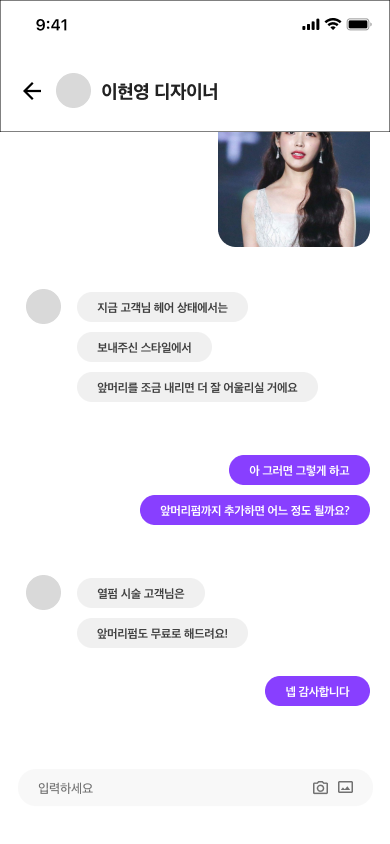 9:41
이현영 디자이너
지금 고객님 헤어 상태에서는
보내주신 스타일에서
앞머리를 조금 내리면 더 잘 어울리실 거에요
아 그러면 그렇게 하고
앞머리펌까지 추가하면 어느 정도 될까요?
열펌 시술 고객님은
앞머리펌도 무료로 해드려요!
넵 감사합니다
입력하세요